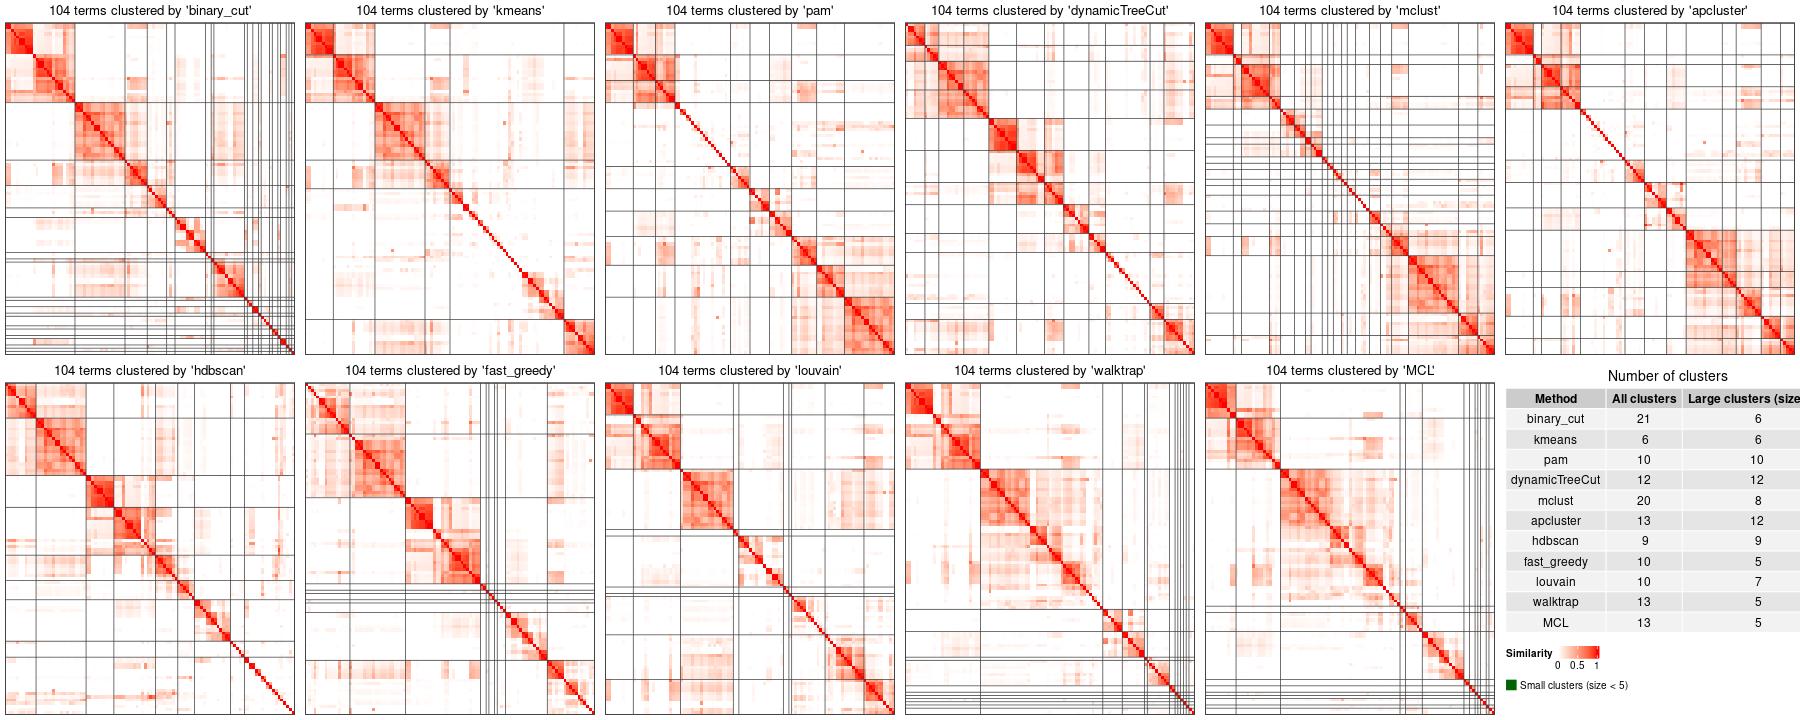 104 terms clustered by 'binary_cut'
104 terms clustered by 'kmeans'
104 terms clustered by 'pam'
104 terms clustered by 'dynamicTreeCut'
104 terms clustered by 'mclust'
104 terms clustered by 'apcluster'
104 terms clustered by 'hdbscan'
104 terms clustered by 'fast_greedy'
104 terms clustered by 'louvain'
104 terms clustered by 'walktrap'
104 terms clustered by 'MCL'
Number of clusters
Method All clusters Large clusters (size
binary_cut 21 6
kmeans 6 6
pam 10 10
dynamicTreeCut 12 12
mclust 20 8
apcluster 13 12
hdbscan 9 9
fast_greedy 10 5
louvain 10 7
walktrap 13 5
MCL 13 5
Similarity
0 0.5 1
Small clusters (size < 5)